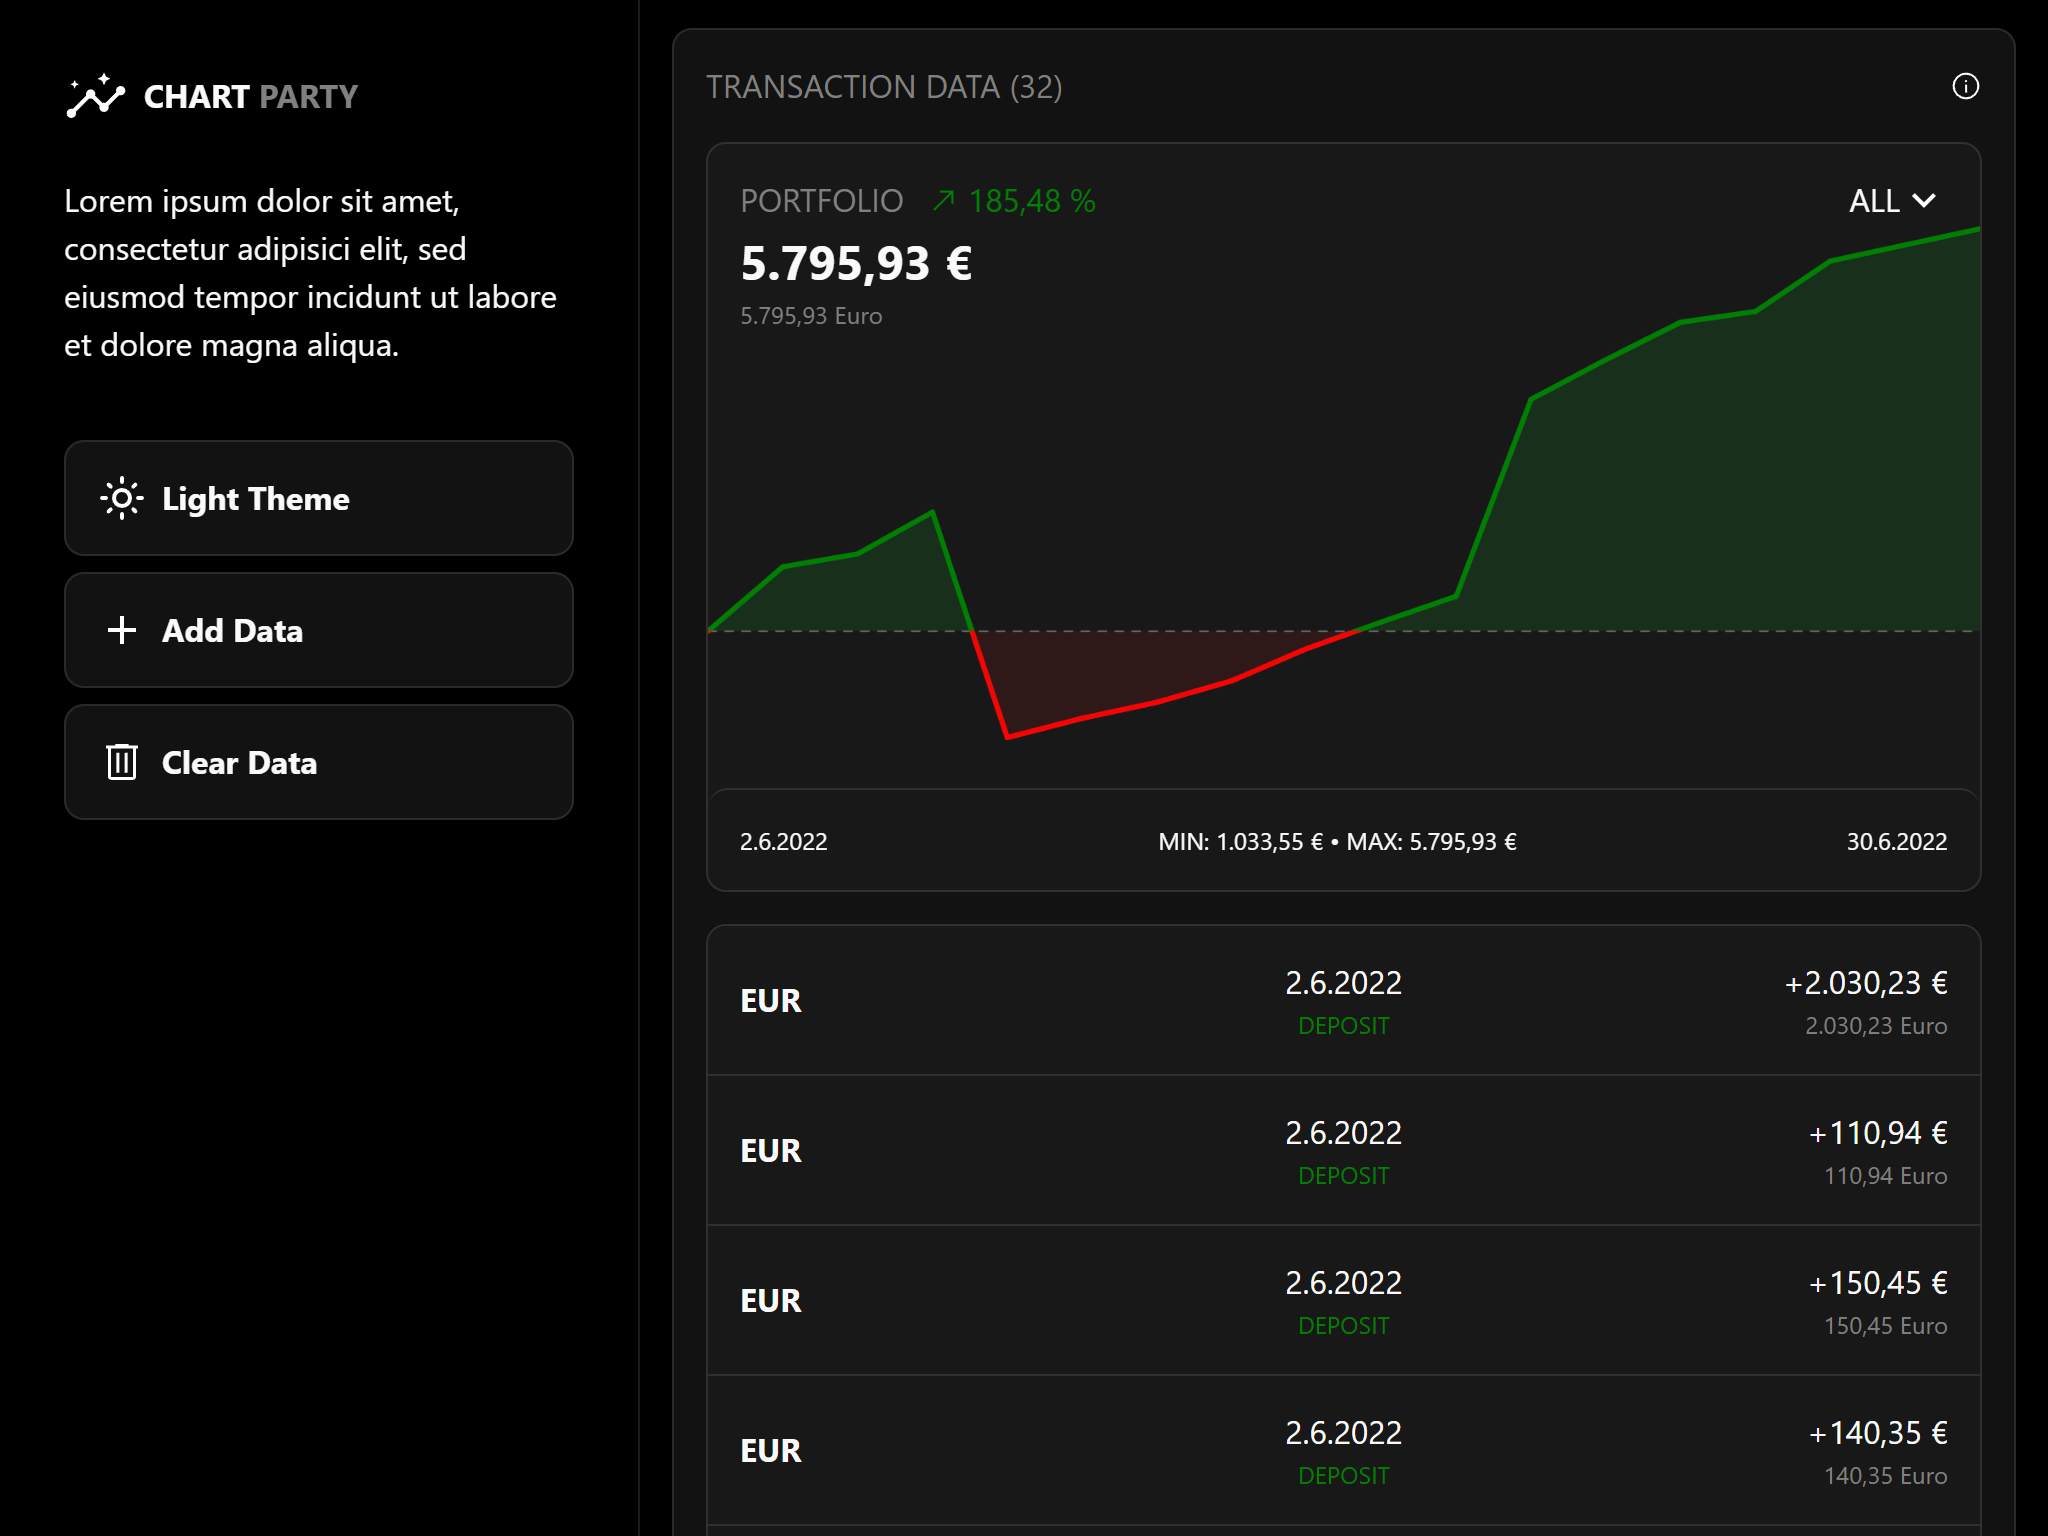 CHART PARTY
Lorem ipsum dolor sit amet,
consectetur adipisici elit, sed
eiusmod tempor incidunt ut labore
et dolore magna aliqua.
Light Theme
Add Data
Clear Data
TRANSACTION DATA (32)
PORTFOLIO 185,48 %
ALL
5.795,93 €
5.795,93 Euro
2.6.2022 MIN: 1.033,55 € • MAX: 5.795,93 € 30.6.2022
EUR
2.6.2022
DEPOSIT
+2.030,23 €
2.030,23 Euro
EUR
2.6.2022
DEPOSIT
+110,94 €
110,94 Euro
EUR
2.6.2022
DEPOSIT
+150,45 €
150,45 Euro
EUR
2.6.2022
DEPOSIT
+140,35 €
140,35 Euro